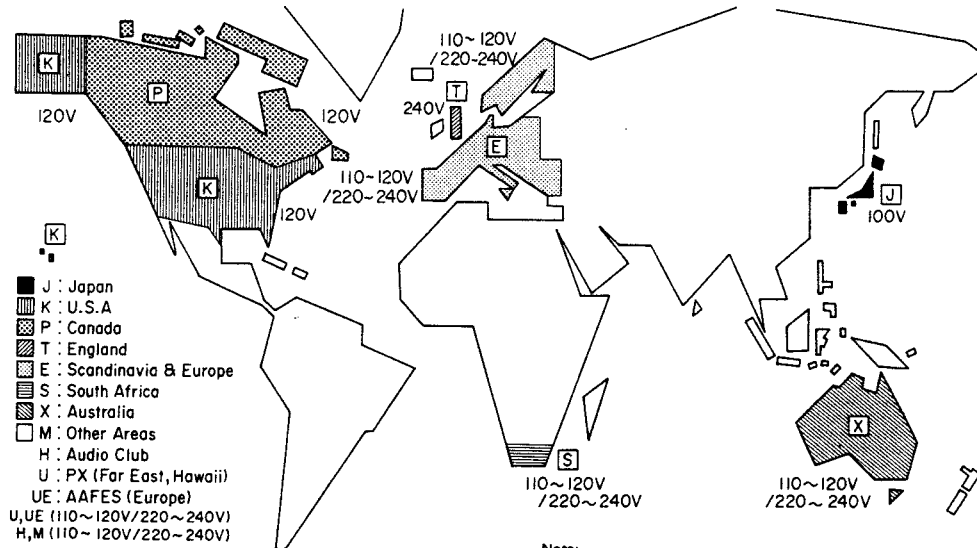 110~120V
/220~240V
K
P
T
240V
120V
120V
E
110~120V
/220~240V
K
J
120V
100V
K
J : Japan
K : U.S.A
P : Canada
T : England
E : Scandinavia & Europe
S : South Africa
X : Australia
M : Other Areas
H : Audio Club
U : PX (Far East, Hawaii)
UE : AAFES (Europe)
U,UE (110~120V/220~240V)
H,M (110~120V/220~240V)
X
S
110~120V
/220~240V
110~120V
/220~240V